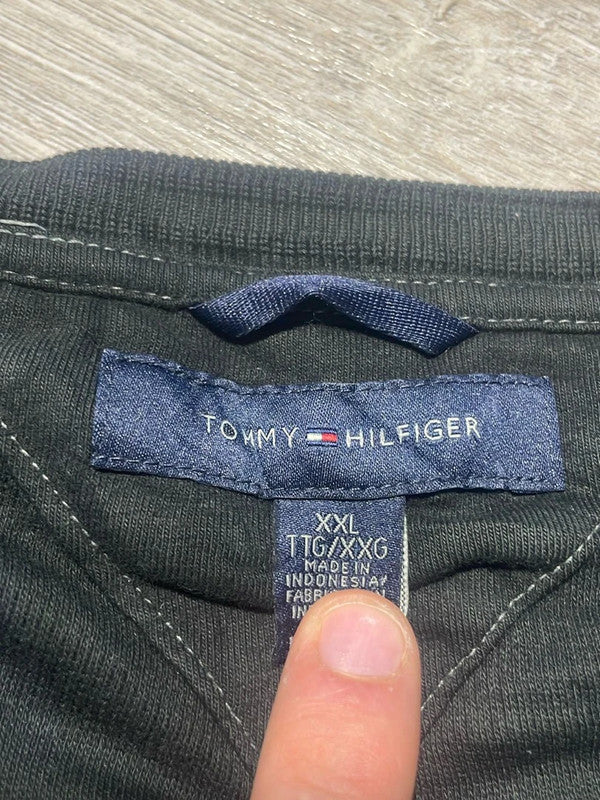 TOMMY HILFIGER
XXL
TTG/XXG
MADE IN
INDONESIA/